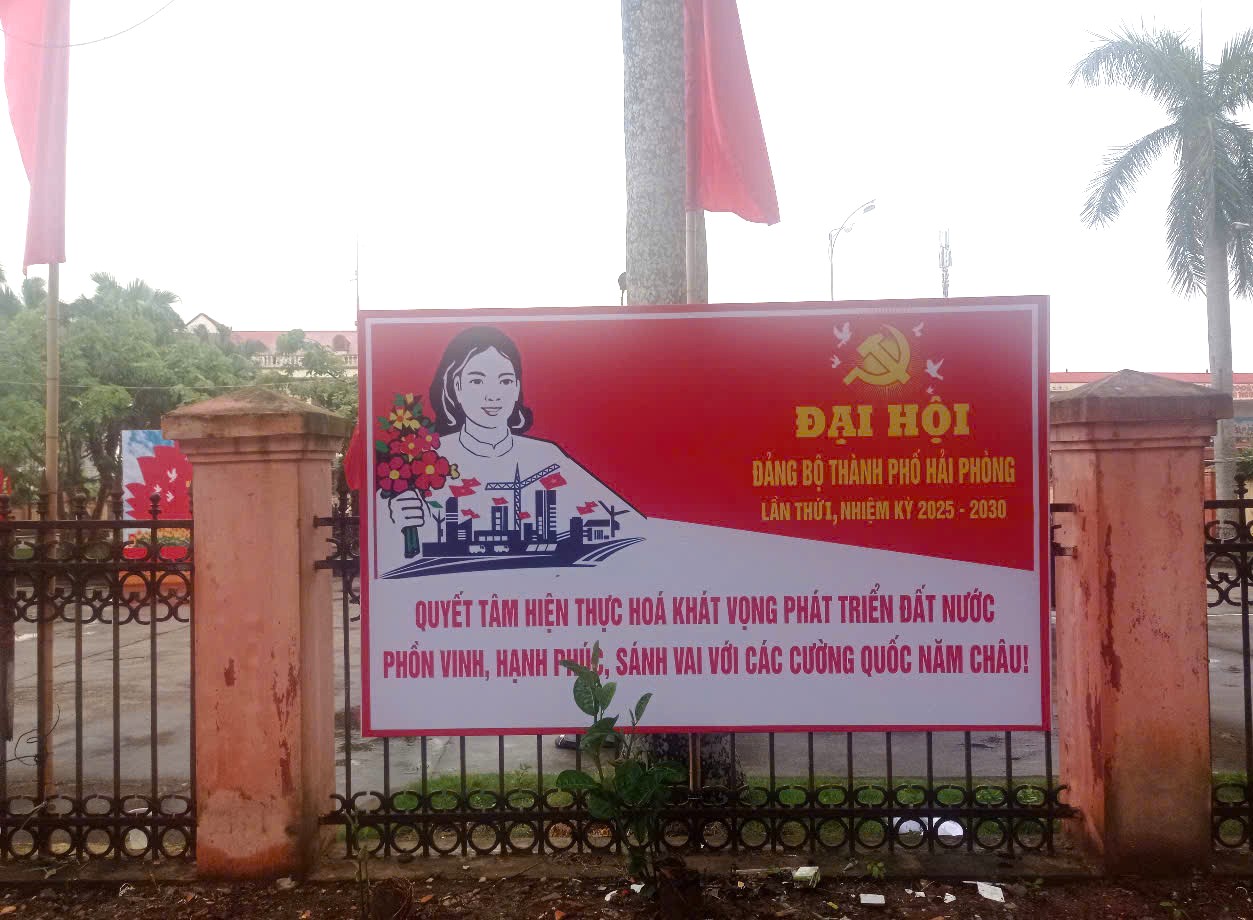 ĐẠI HỘI
ĐẢNG BỘ THÀNH PHỐ HẢI PHÒNG
LẦN THỨ I, NHIỆM KỲ 2025 - 2030
QUYẾT TÂM HIỆN THỰC HOÁ KHÁT VỌNG PHÁT TRIỂN ĐẤT NƯỚC
PHỒN VINH, HẠNH PHÚC, SÁNH VAI VỚI CÁC CƯỜNG QUỐC NĂM CHÂU!